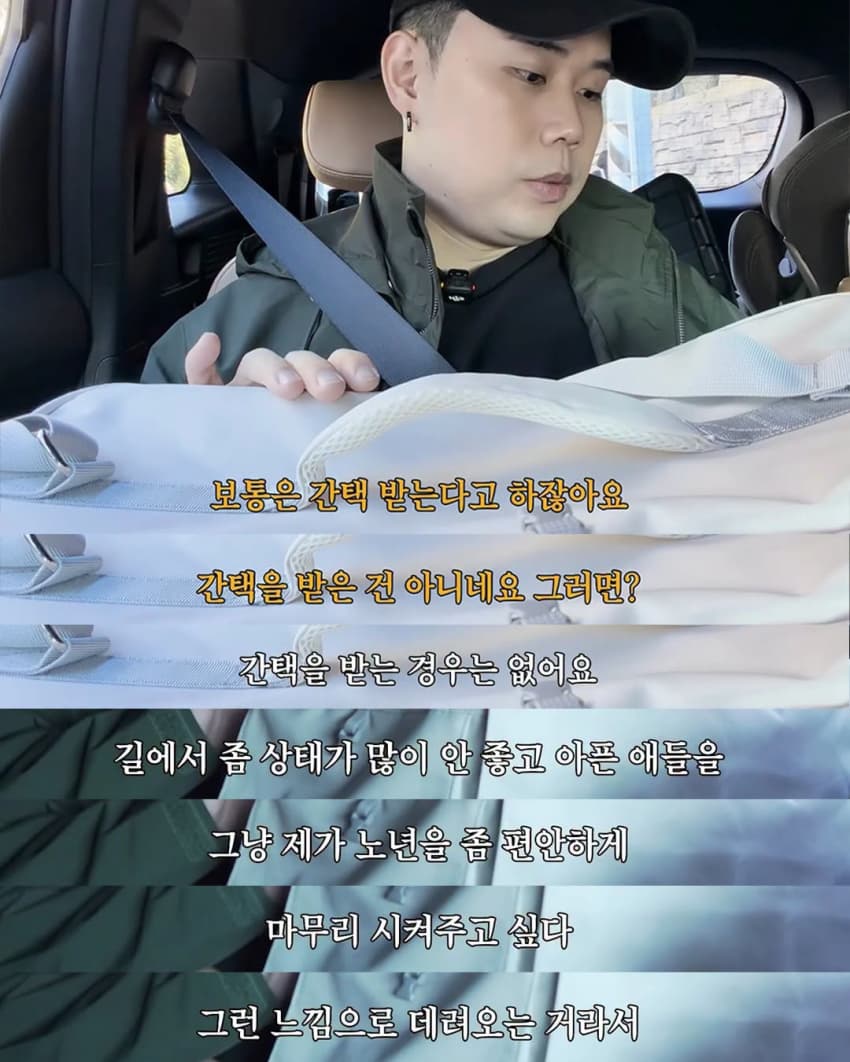 보통은 간택 받는다고 하잖아요
간택을 받은 건 아니네요 그러면?
간택을 받는 경우는 없어요
길에서 좀 상태가 많이 안 좋고 아픈 애들을
그냥 제가 노년을 좀 편안하게
마무리 시켜주고 싶다
그런 느낌으로 데려오는 거라서